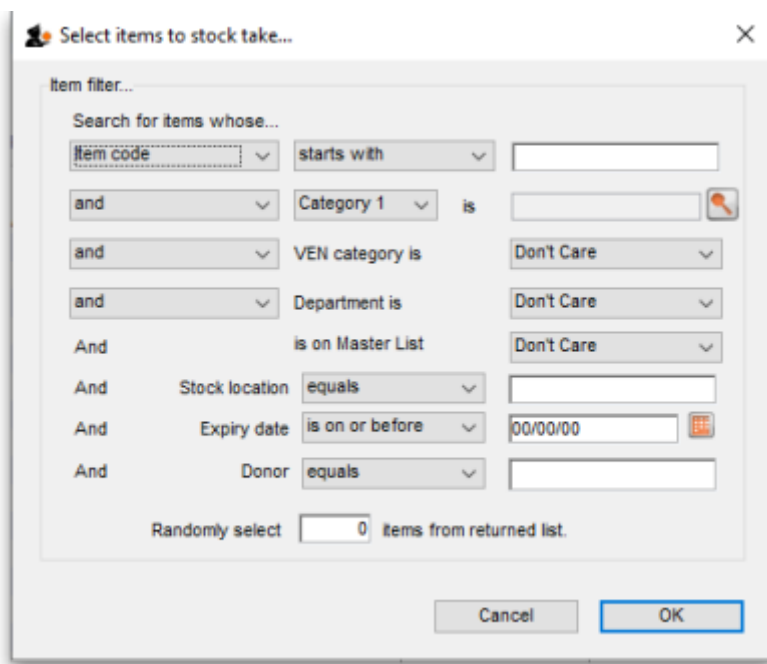 Select items to stock take...
Item filter...
Search for items whose...
Item code starts with
and Category 1 is
and VEN category is Don't Care
and Department is Don't Care
And is on Master List Don't Care
And Stock location equals
And Expiry date is on or before 00/00/00
And Donor equals
Randomly select 0 items from returned list.
Cancel OK